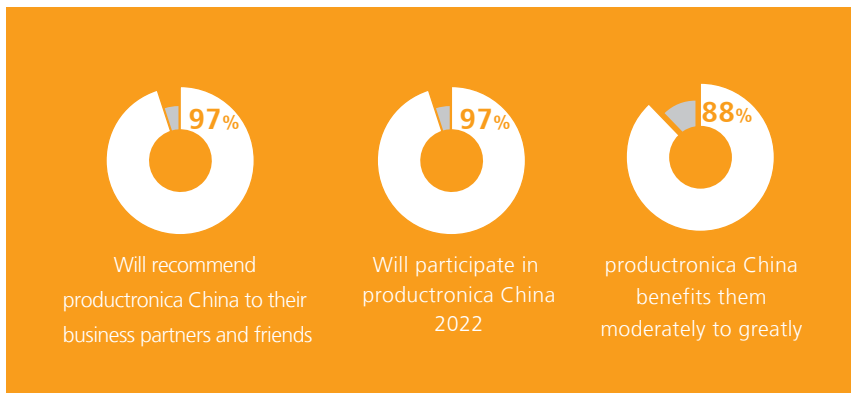 97%
Will recommend
productronica China to their
business partners and friends
97%
Will participate in
productronica China
2022
88%
productronica China
benefits them
moderately to greatly